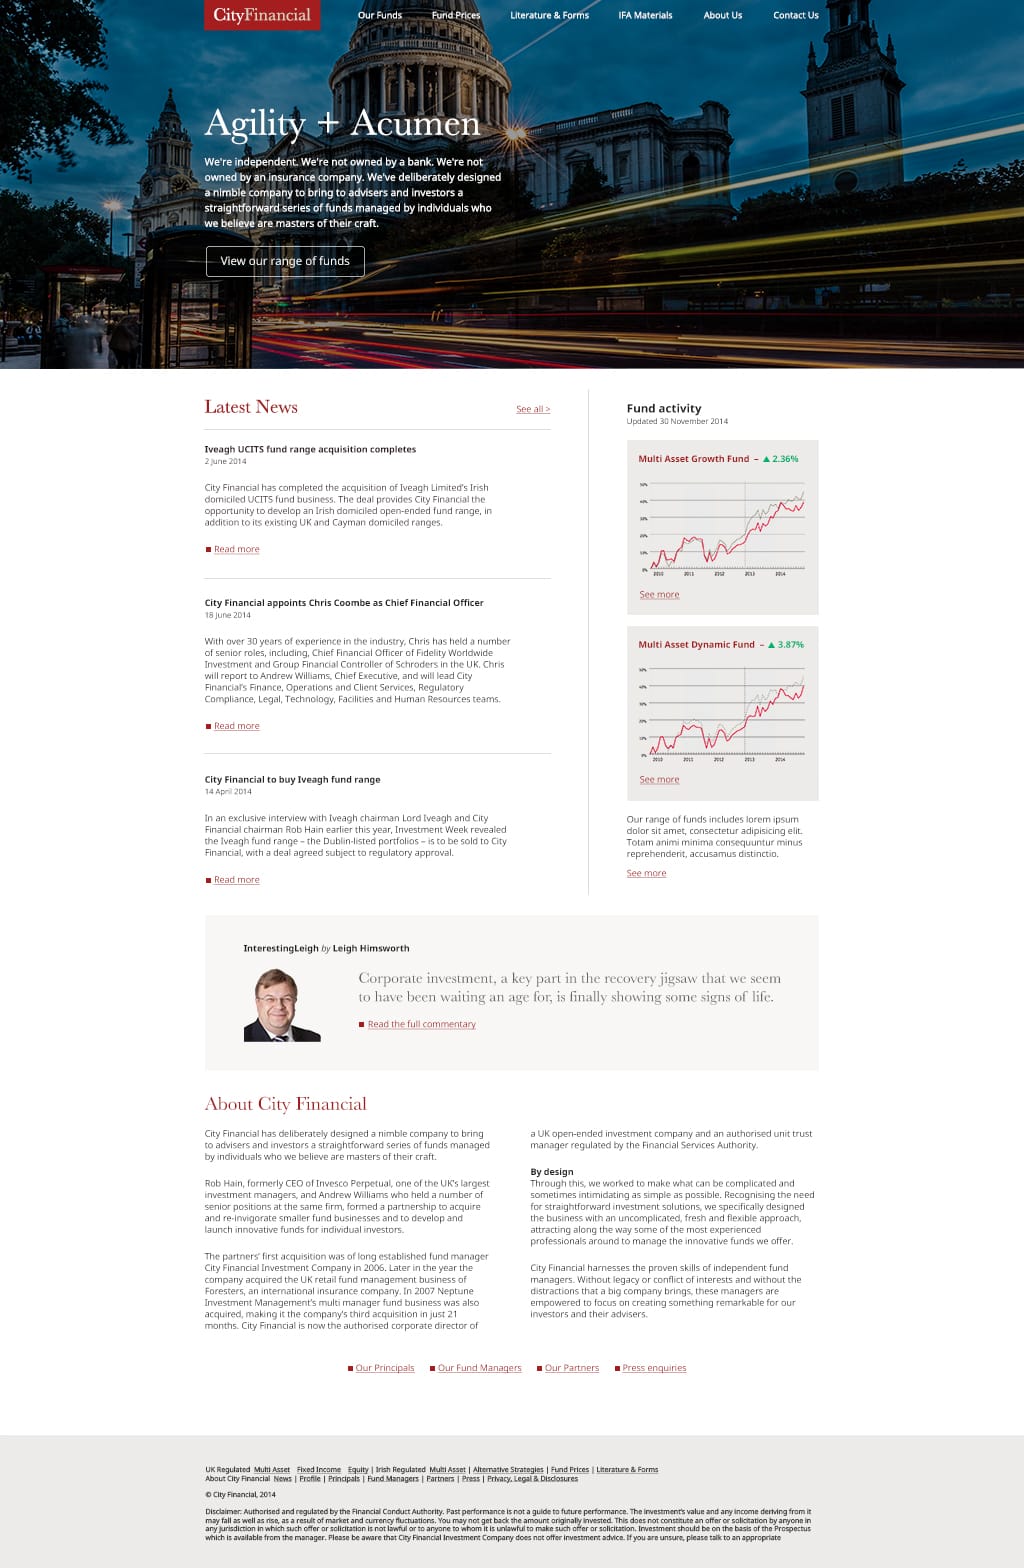 CityFinancial
Our Funds
Fund Prices
Literature & Forms
IFA Materials
About Us
Contact Us
Agility + Acumen
We're independent. We're not owned by a bank. We're not
owned by an insurance company. We've deliberately designed
a nimble company to bring to advisers and investors a
straightforward series of funds managed by individuals who
we believe are masters of their craft.
View our range of funds
Latest News
See all >
Iveagh UCITS fund range acquisition completes
2 June 2014
City Financial has completed the acquisition of Iveagh Limited's Irish
domiciled UCITS fund business. The deal provides City Financial the
opportunity to develop an Irish domiciled open-ended fund range, in
addition to its existing UK and Cayman domiciled ranges.
Read more
City Financial appoints Chris Coombe as Chief Financial Officer
18 June 2014
With over 30 years of experience in the industry, Chris has held a number
of senior roles, including, Chief Financial Officer of Fidelity Worldwide
Investment and Group Financial Controller of Schroders in the UK. Chris
will report to Andrew Williams, Chief Executive, and will lead City
Financial's Finance, Operations and Client Services, Regulatory
Compliance, Legal, Technology, Facilities and Human Resources teams.
Read more
City Financial to buy Iveagh fund range
14 April 2014
In an exclusive interview with Iveagh chairman Lord Iveagh and City
Financial chairman Rob Hain earlier this year, Investment Week revealed
the Iveagh fund range – the Dublin-listed portfolios – is to be sold to City
Financial, with a deal agreed subject to regulatory approval.
Read more
Fund activity
Updated 30 November 2014
Multi Asset Growth Fund – ▲ 2.36%
50%
40%
30%
20%
10%
0%
2010 2011 2012 2013 2014
See more
Multi Asset Dynamic Fund – ▲ 3.87%
50%
40%
30%
20%
10%
0%
2010 2011 2012 2013 2014
See more
Our range of funds includes lorem ipsum
dolor sit amet, consectetur adipisicing elit.
Totam animi minima consequuntur minus
reprehenderit, accusamus distinctio.
See more
InterestingLeigh by Leigh Himsworth
Corporate investment, a key part in the recovery jigsaw that we seem
to have been waiting an age for, is finally showing some signs of life.
Read the full commentary
About City Financial
City Financial has deliberately designed a nimble company to bring
to advisers and investors a straightforward series of funds managed
by individuals who we believe are masters of their craft.
Rob Hain, formerly CEO of Invesco Perpetual, one of the UK's largest
investment managers, and Andrew Williams who held a number of
senior positions at the same firm, formed a partnership to acquire
and re-invigorate smaller fund businesses and to develop and
launch innovative funds for individual investors.
The partners' first acquisition was of long established fund manager
City Financial Investment Company in 2006. Later in the year the
company acquired the UK retail fund management business of
Foresters, an international insurance company. In 2007 Neptune
Investment Management's multi manager fund business was also
acquired, making it the company's third acquisition in just 21
months. City Financial is now the authorised corporate director of
a UK open-ended investment company and an authorised unit trust
manager regulated by the Financial Services Authority.
By design
Through this, we worked to make what can be complicated and
sometimes intimidating as simple as possible. Recognising the need
for straightforward investment solutions, we specifically designed
the business with an uncomplicated, fresh and flexible approach,
attracting along the way some of the most experienced
professionals around to manage the innovative funds we offer.
City Financial harnesses the proven skills of independent fund
managers. Without legacy or conflict of interests and without the
distractions that a big company brings, these managers are
empowered to focus on creating something remarkable for our
investors and their advisers.
Our Principals
Our Fund Managers
Our Partners
Press enquiries
UK Regulated Multi Asset Fixed Income Equity | Irish Regulated Multi Asset | Alternative Strategies | Fund Prices | Literature & Forms
About City Financial News | Profile | Principals | Fund Managers | Partners | Press | Privacy, Legal & Disclosures
© City Financial, 2014
Disclaimer: Authorised and regulated by the Financial Conduct Authority. Past performance is not a guide to future performance. The investment's value and any income deriving from it
may fall as well as rise, as a result of market and currency fluctuations. You may not get back the amount originally invested. This does not constitute an offer or solicitation by anyone in
any jurisdiction in which such offer or solicitation is not lawful or to anyone to whom it is unlawful to make such offer or solicitation. Investment should be on the basis of the Prospectus
which is available from the manager. Please be aware that City Financial Investment Company does not offer investment advice. If you are unsure, please talk to an appropriate